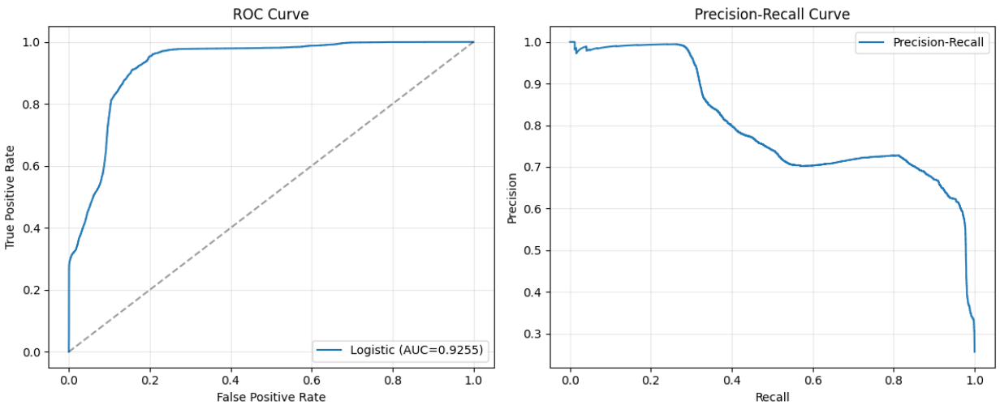 ROC Curve
True Positive Rate
1.0
0.8
0.6
0.4
0.2
0.0
Logistic (AUC=0.9255)
0.0 0.2 0.4 0.6 0.8 1.0
False Positive Rate
Precision-Recall Curve
Precision
1.0
0.9
0.8
0.7
0.6
0.5
0.4
0.3
Precision-Recall
0.0 0.2 0.4 0.6 0.8 1.0
Recall